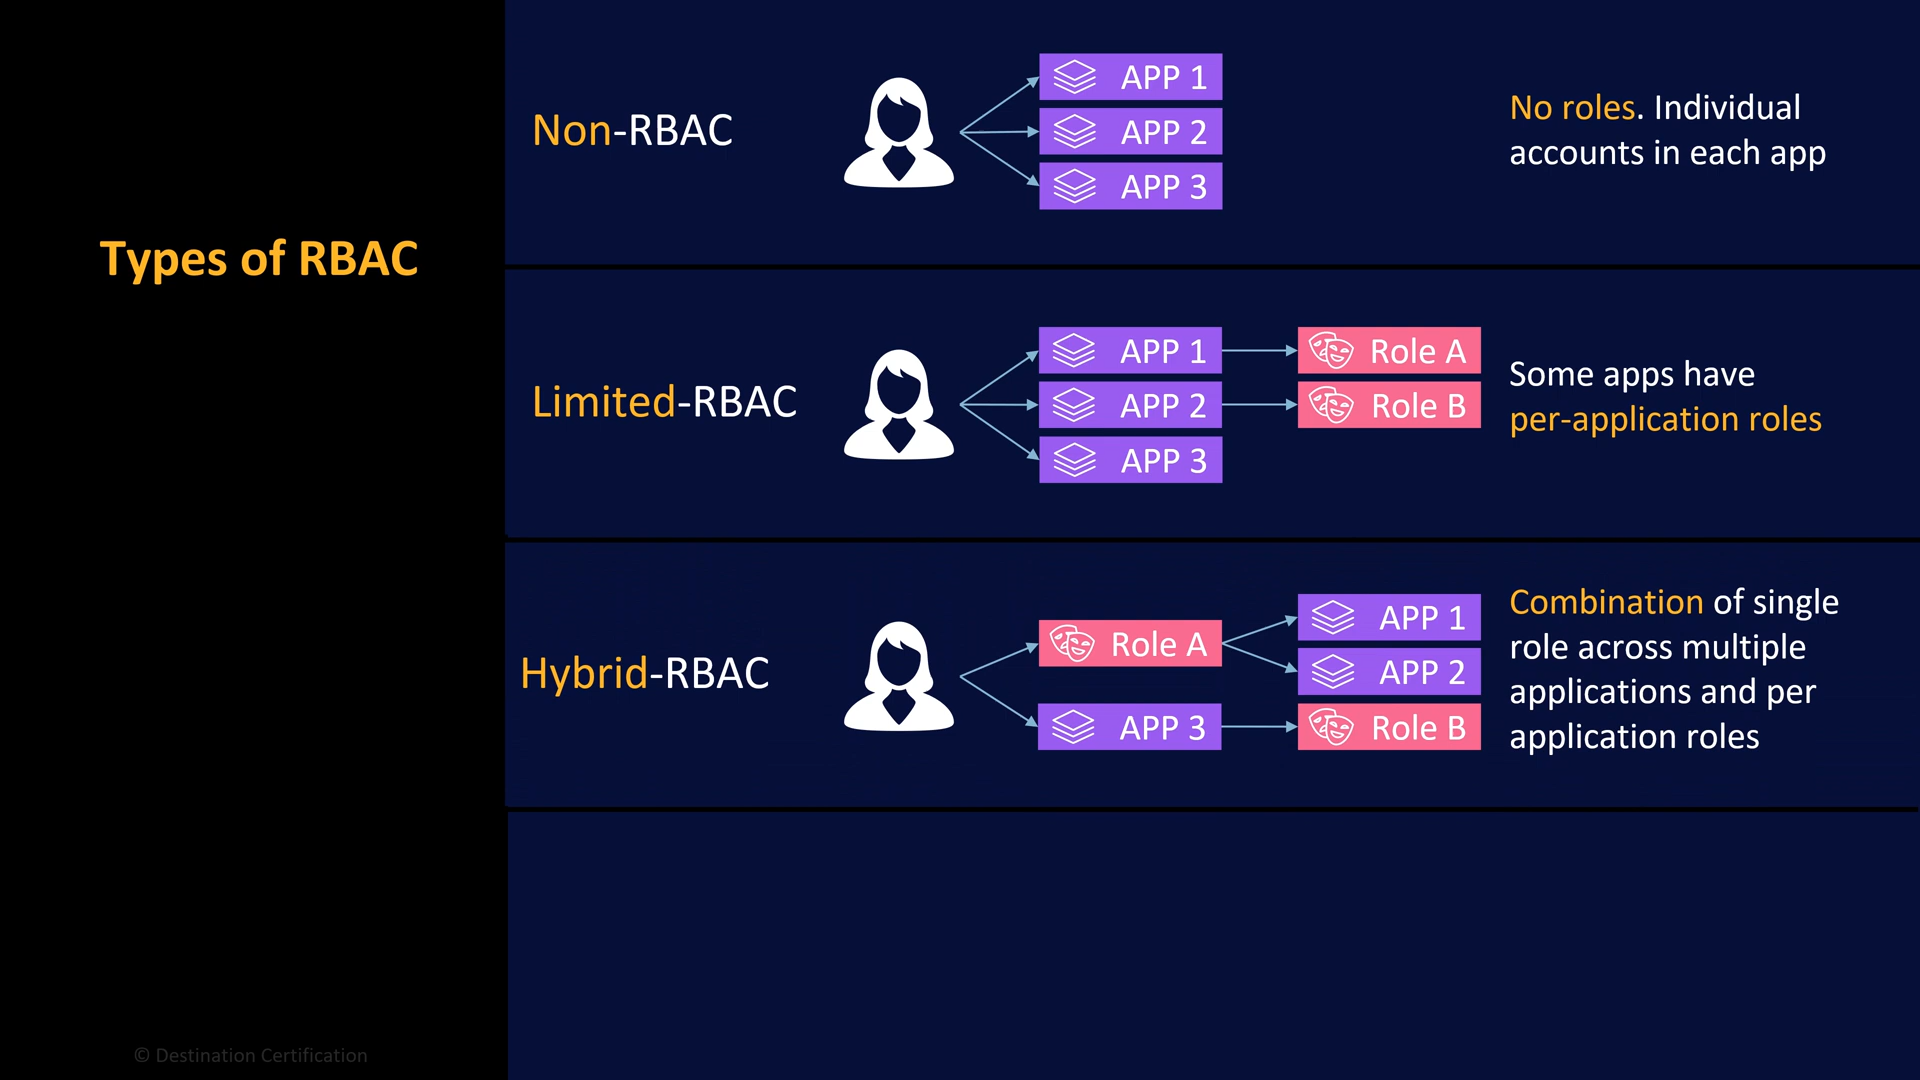 Types of RBAC
Non-RBAC
APP 1
APP 2
APP 3
No roles. Individual
accounts in each app
Limited-RBAC
APP 1
Role A
APP 2
Role B
APP 3
Some apps have
per-application roles
Hybrid-RBAC
Role A
APP 1
APP 2
APP 3
Role B
Combination of single
role across multiple
applications and per
application roles
© Destination Certification